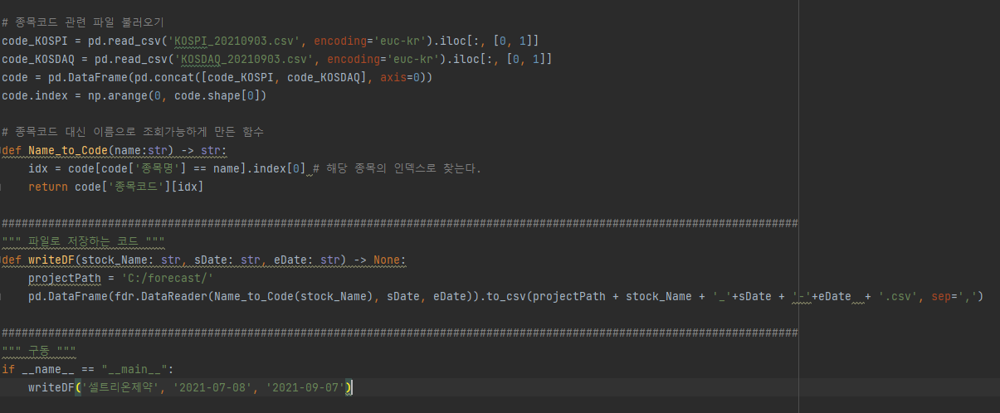 # 종목코드 관련 파일 불러오기
code_KOSPI = pd.read_csv('KOSPI_20210903.csv', encoding='euc-kr').iloc[:, [0, 1]]
code_KOSDAQ = pd.read_csv('KOSDAQ_20210903.csv', encoding='euc-kr').iloc[:, [0, 1]]
code = pd.DataFrame(pd.concat([code_KOSPI, code_KOSDAQ], axis=0))
code.index = np.arange(0, code.shape[0])
# 종목코드 대신 이름으로 조회가능하게 만든 함수
def Name_to_Code(name:str) -> str:
    idx = code[code['종목명'] == name].index[0] # 해당 종목의 인덱스로 찾는다.
    return code['종목코드'][idx]
########################################################################################################################
""" 파일로 저장하는 코드 """
def writeDF(stock_Name: str, sDate: str, eDate: str) -> None:
    projectPath = 'C:/forecast/'
    pd.DataFrame(fdr.DataReader(Name_to_Code(stock_Name), sDate, eDate)).to_csv(projectPath + stock_Name + '_'+sDate + '-'+eDate  + '.csv', sep=',')
########################################################################################################################
""" 구동 """
if __name__ == "__main__":
    writeDF('셀트리온제약', '2021-07-08', '2021-09-07')